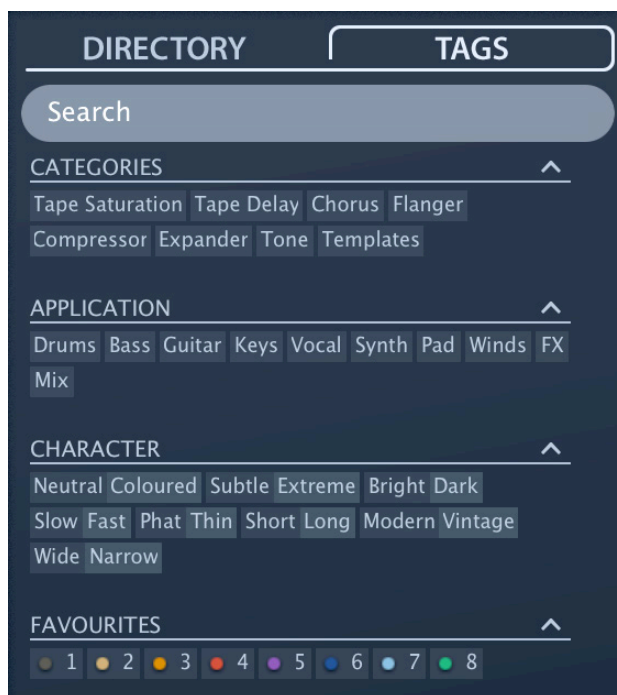 DIRECTORY TAGS
Search
CATEGORIES
Tape Saturation Tape Delay Chorus Flanger
Compressor Expander Tone Templates
APPLICATION
Drums Bass Guitar Keys Vocal Synth Pad Winds FX
Mix
CHARACTER
Neutral Coloured Subtle Extreme Bright Dark
Slow Fast Phat Thin Short Long Modern Vintage
Wide Narrow
FAVOURITES
1 2 3 4 5 6 7 8